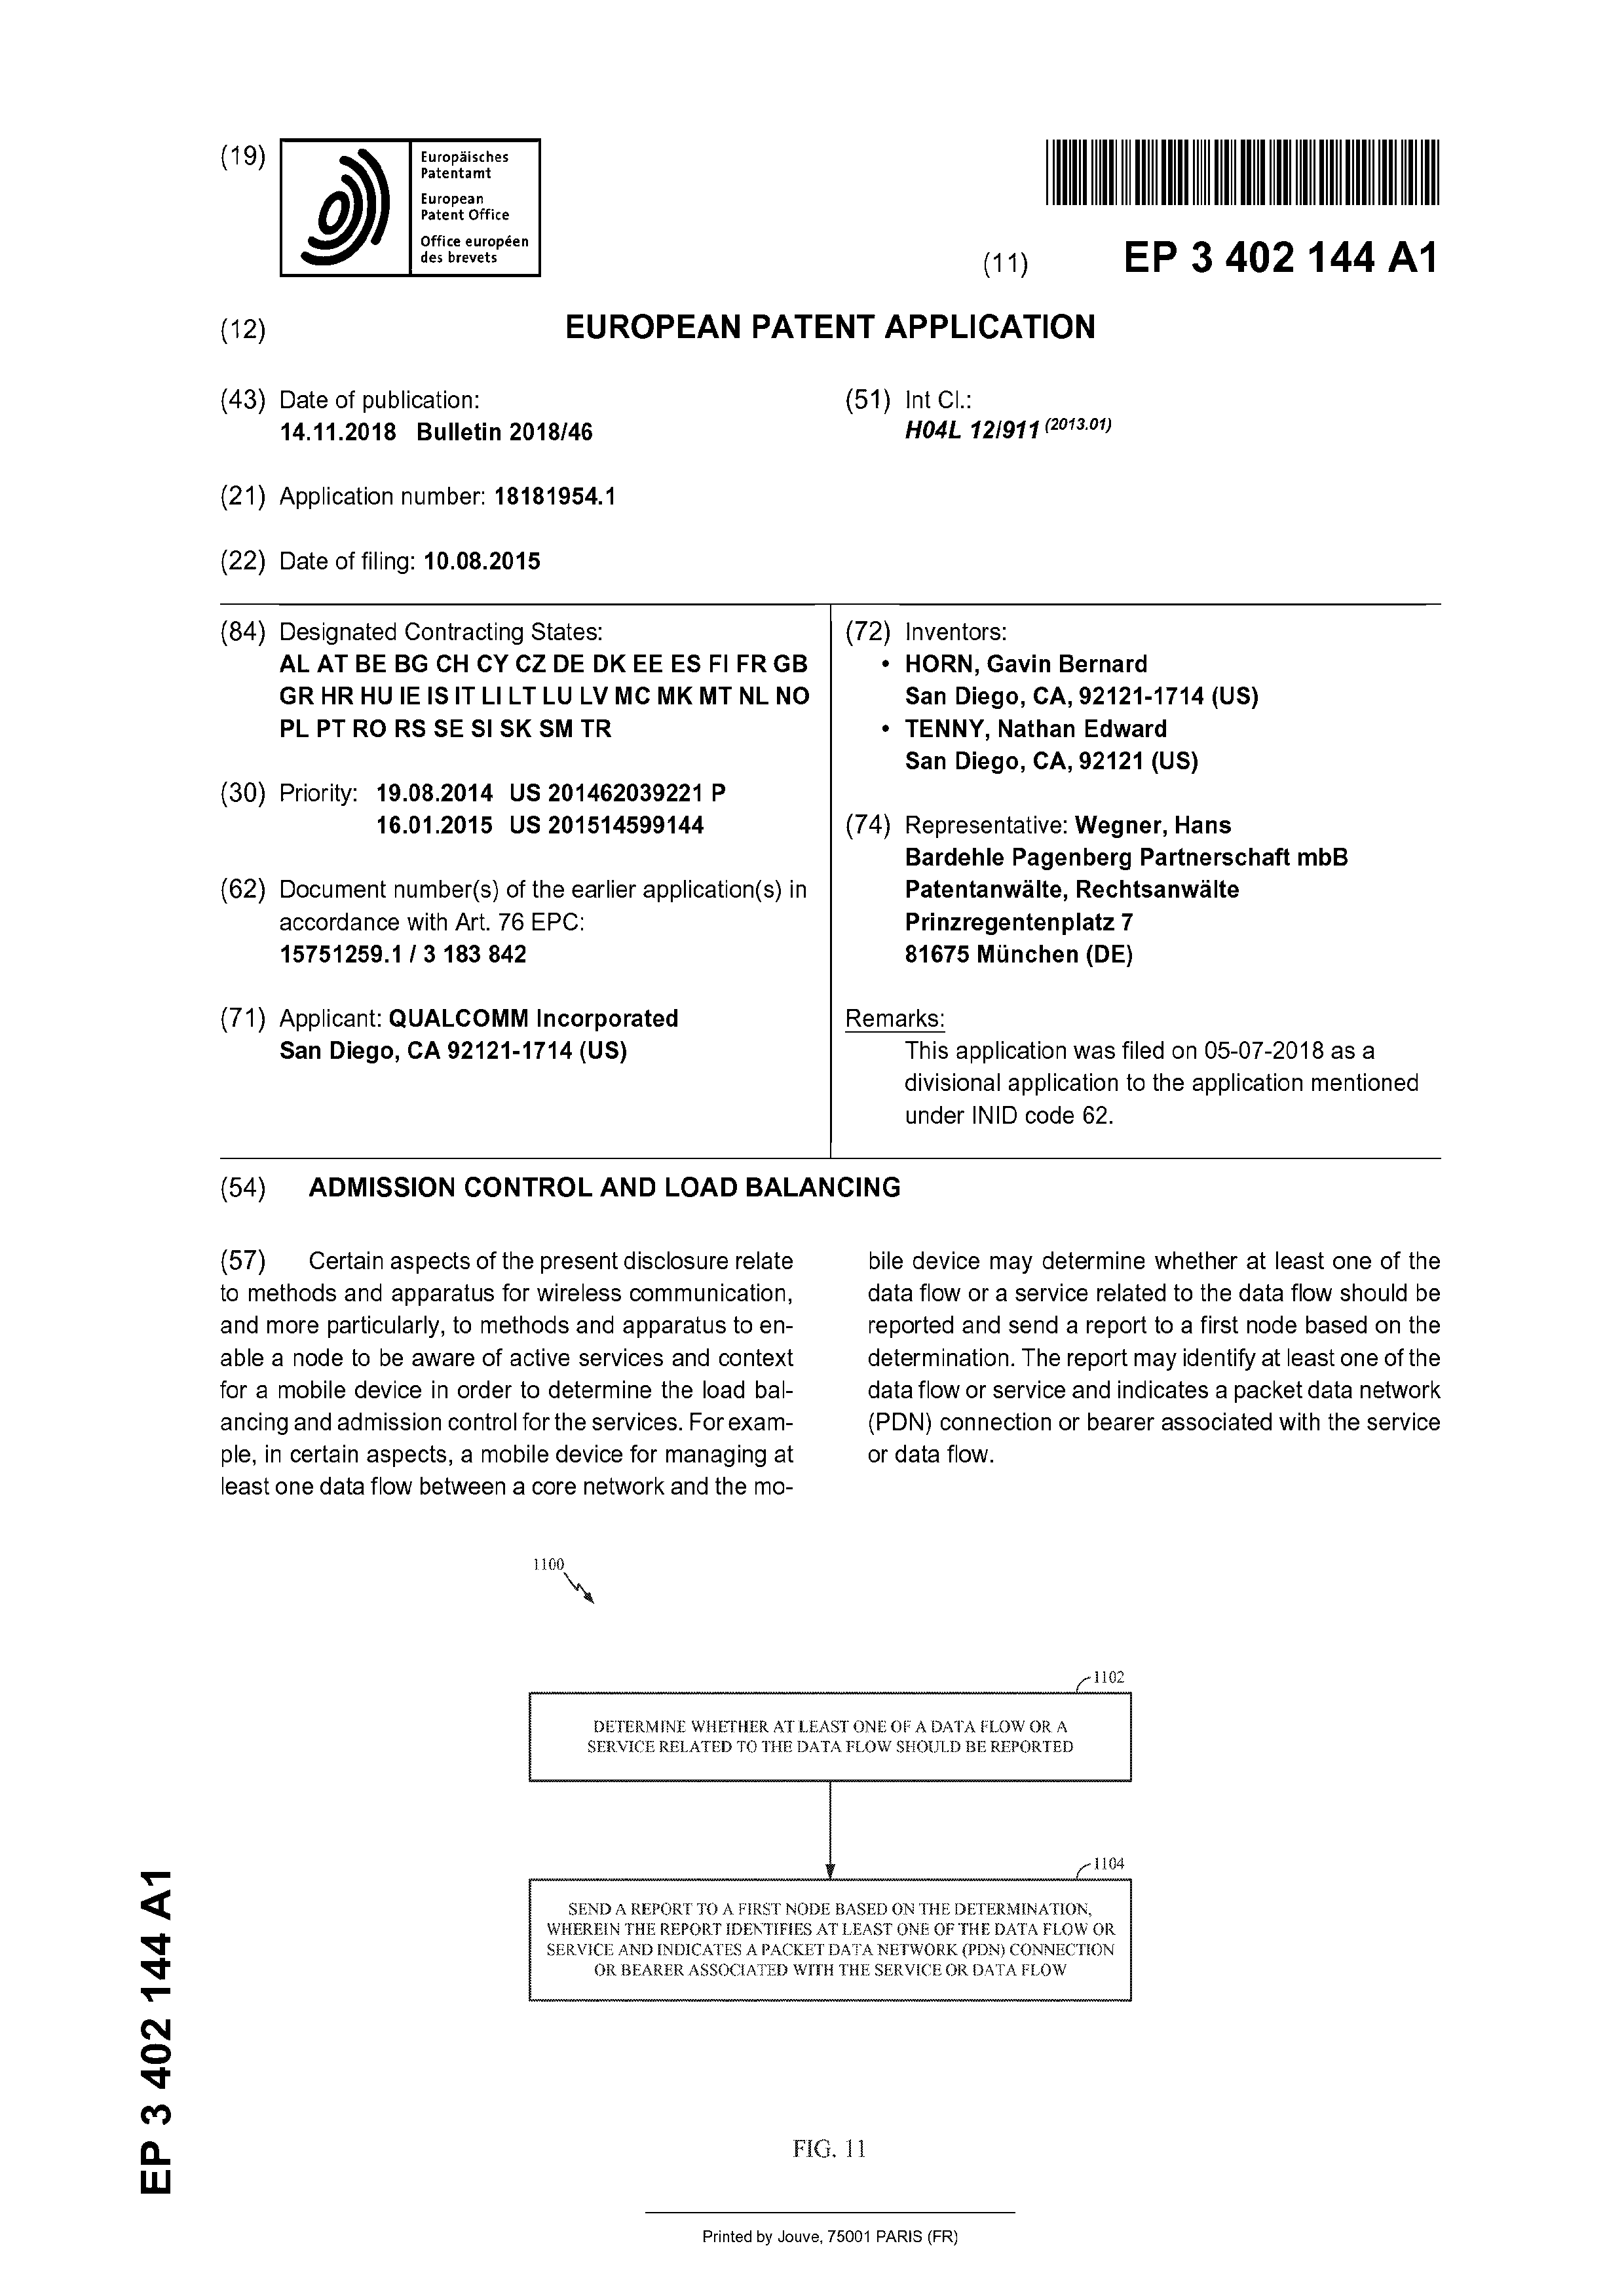 (19)
Europäisches
Patentamt
European
Patent Office
Office européen
des brevets
(11) EP 3 402 144 A1
(12) EUROPEAN PATENT APPLICATION
(43) Date of publication:
14.11.2018 Bulletin 2018/46
(51) Int Cl.:
H04L 12/911 (2013.01)
(21) Application number: 18181954.1
(22) Date of filing: 10.08.2015
(84) Designated Contracting States:
AL AT BE BG CH CY CZ DE DK EE ES FI FR GB
GR HR HU IE IS IT LI LT LU LV MC MK MT NL NO
PL PT RO RS SE SI SK SM TR
(30) Priority: 19.08.2014 US 201462039221 P
16.01.2015 US 201514599144
(62) Document number(s) of the earlier application(s) in
accordance with Art. 76 EPC:
15751259.1 / 3 183 842
(71) Applicant: QUALCOMM Incorporated
San Diego, CA 92121-1714 (US)
(72) Inventors:
• HORN, Gavin Bernard
San Diego, CA, 92121-1714 (US)
• TENNY, Nathan Edward
San Diego, CA, 92121 (US)
(74) Representative: Wegner, Hans
Bardehle Pagenberg Partnerschaft mbB
Patentanwälte, Rechtsanwälte
Prinzregentenplatz 7
81675 München (DE)
Remarks:
This application was filed on 05-07-2018 as a
divisional application to the application mentioned
under INID code 62.
(54) ADMISSION CONTROL AND LOAD BALANCING
(57) Certain aspects of the present disclosure relate
to methods and apparatus for wireless communication,
and more particularly, to methods and apparatus to en-
able a node to be aware of active services and context
for a mobile device in order to determine the load bal-
ancing and admission control for the services. For exam-
ple, in certain aspects, a mobile device for managing at
least one data flow between a core network and the mo-
bile device may determine whether at least one of the
data flow or a service related to the data flow should be
reported and send a report to a first node based on the
determination. The report may identify at least one of the
data flow or service and indicates a packet data network
(PDN) connection or bearer associated with the service
or data flow.
1100
1102
DETERMINE WHETHER AT LEAST ONE OF A DATA FLOW OR A
SERVICE RELATED TO THE DATA FLOW SHOULD BE REPORTED
1104
SEND A REPORT TO A FIRST NODE BASED ON THE DETERMINATION,
WHEREIN THE REPORT IDENTIFIES AT LEAST ONE OF THE DATA FLOW OR
SERVICE AND INDICATES A PACKET DATA NETWORK (PDN) CONNECTION
OR BEARER ASSOCIATED WITH THE SERVICE OR DATA FLOW
FIG. 11
EP 3 402 144 A1
Printed by Jouve, 75001 PARIS (FR)